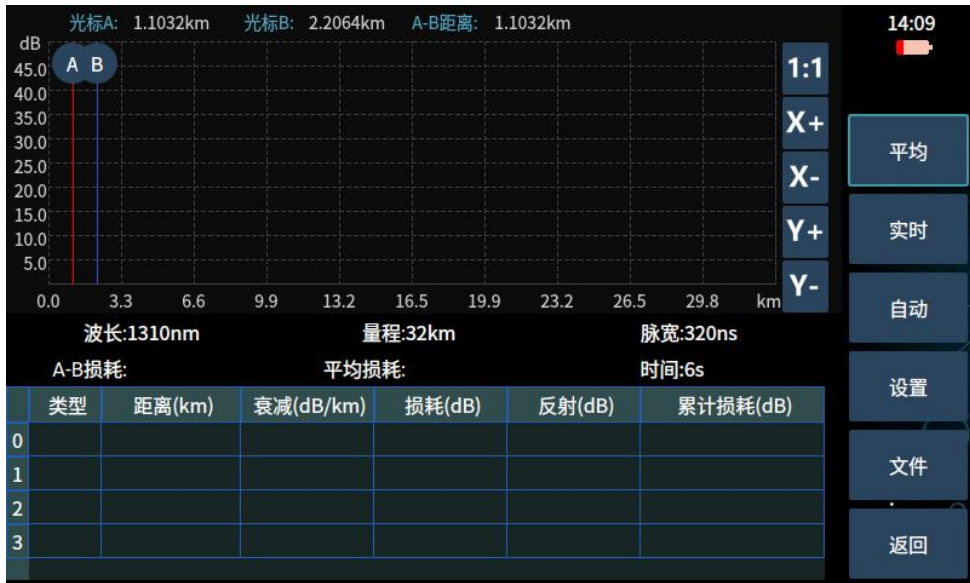 光标A: 1.1032km 光标B: 2.2064km A-B距离: 1.1032km
14:09
dB
45.0
40.0
35.0
30.0
25.0
20.0
15.0
10.0
5.0
A B
0.0 3.3 6.6 9.9 13.2 16.5 19.9 23.2 26.5 29.8 km
1:1
X+
X-
Y+
Y-
波长:1310nm 量程:32km 脉宽:320ns
A-B损耗: 平均损耗: 时间:6s
类型 距离(km) 衰减(dB/km) 损耗(dB) 反射(dB) 累计损耗(dB)
0
1
2
3
平均
实时
自动
设置
文件
返回